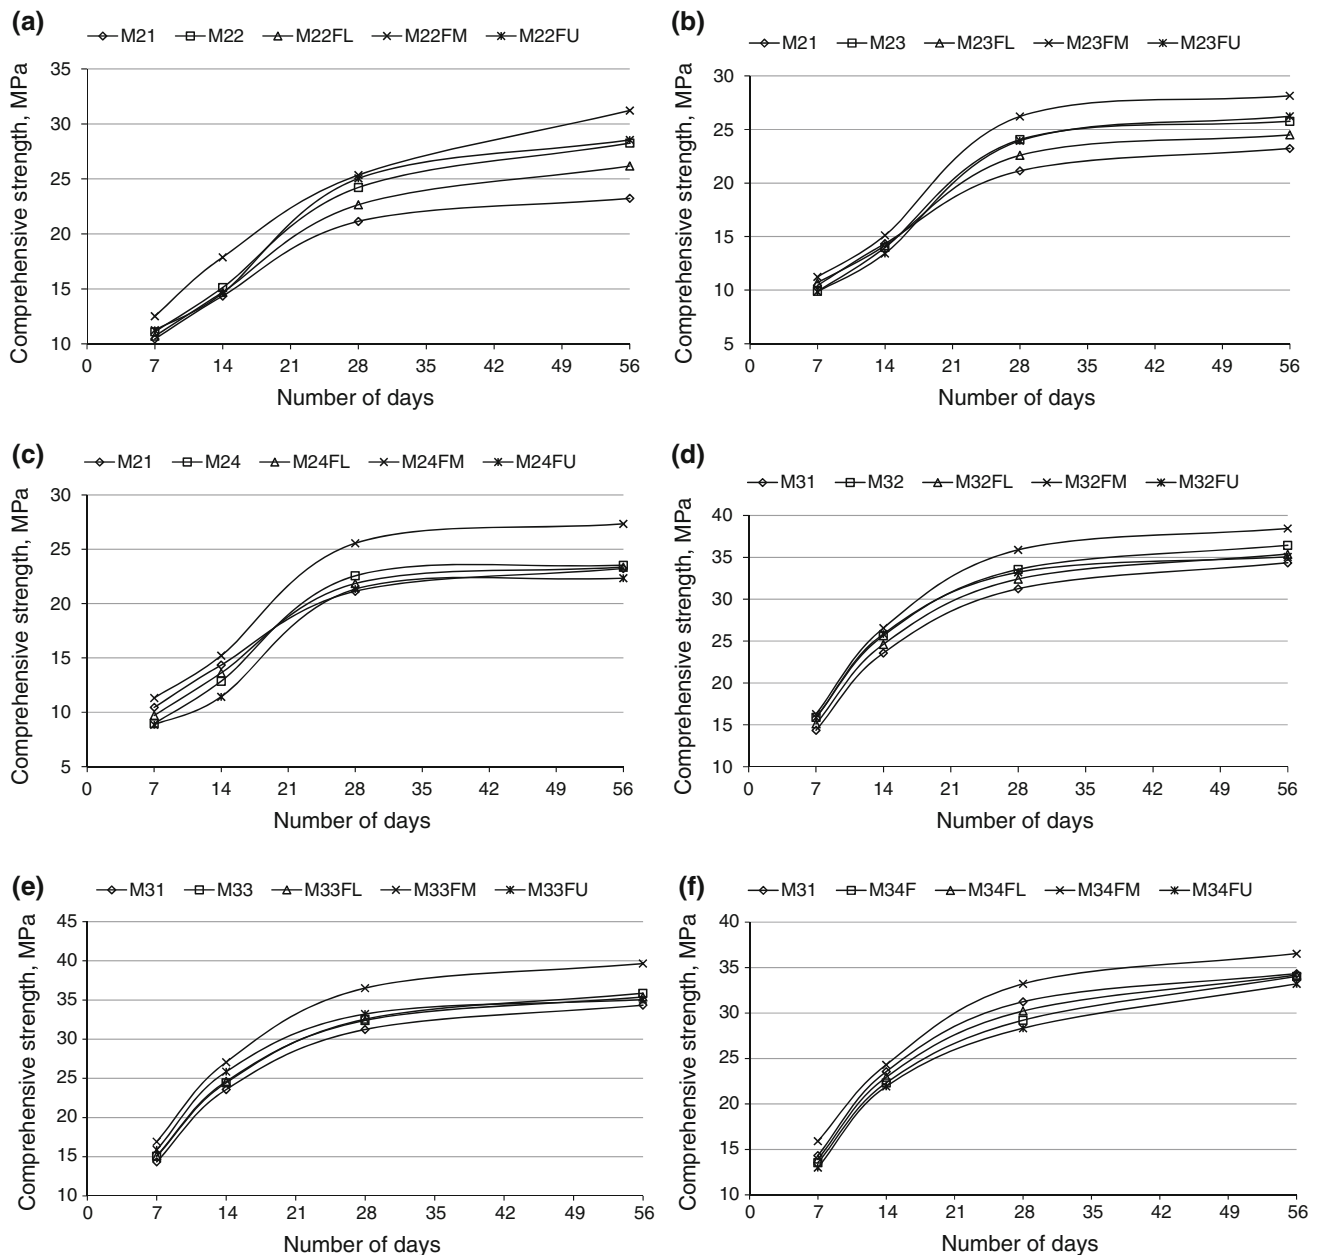 (a)
M21 M22 M22FL M22FM M22FU
Comprehensive strength, MPa
35
30
25
20
15
10
0 7 14 21 28 35 42 49 56
Number of days
(b)
M21 M23 M23FL M23FM M23FU
Comprehensive strength, MPa
30
25
20
15
10
5
0 7 14 21 28 35 42 49 56
Number of days
(c)
M21 M24 M24FL M24FM M24FU
Comprehensive strength, MPa
30
25
20
15
10
5
0 7 14 21 28 35 42 49 56
Number of days
(d)
M31 M32 M32FL M32FM M32FU
Comprehensive strength, MPa
40
35
30
25
20
15
10
0 7 14 21 28 35 42 49 56
Number of days
(e)
M31 M33 M33FL M33FM M33FU
Comprehensive strength, MPa
45
40
35
30
25
20
15
10
0 7 14 21 28 35 42 49 56
Number of days
(f)
M31 M34F M34FL M34FM M34FU
Comprehensive strength, MPa
40
35
30
25
20
15
10
0 7 14 21 28 35 42 49 56
Number of days